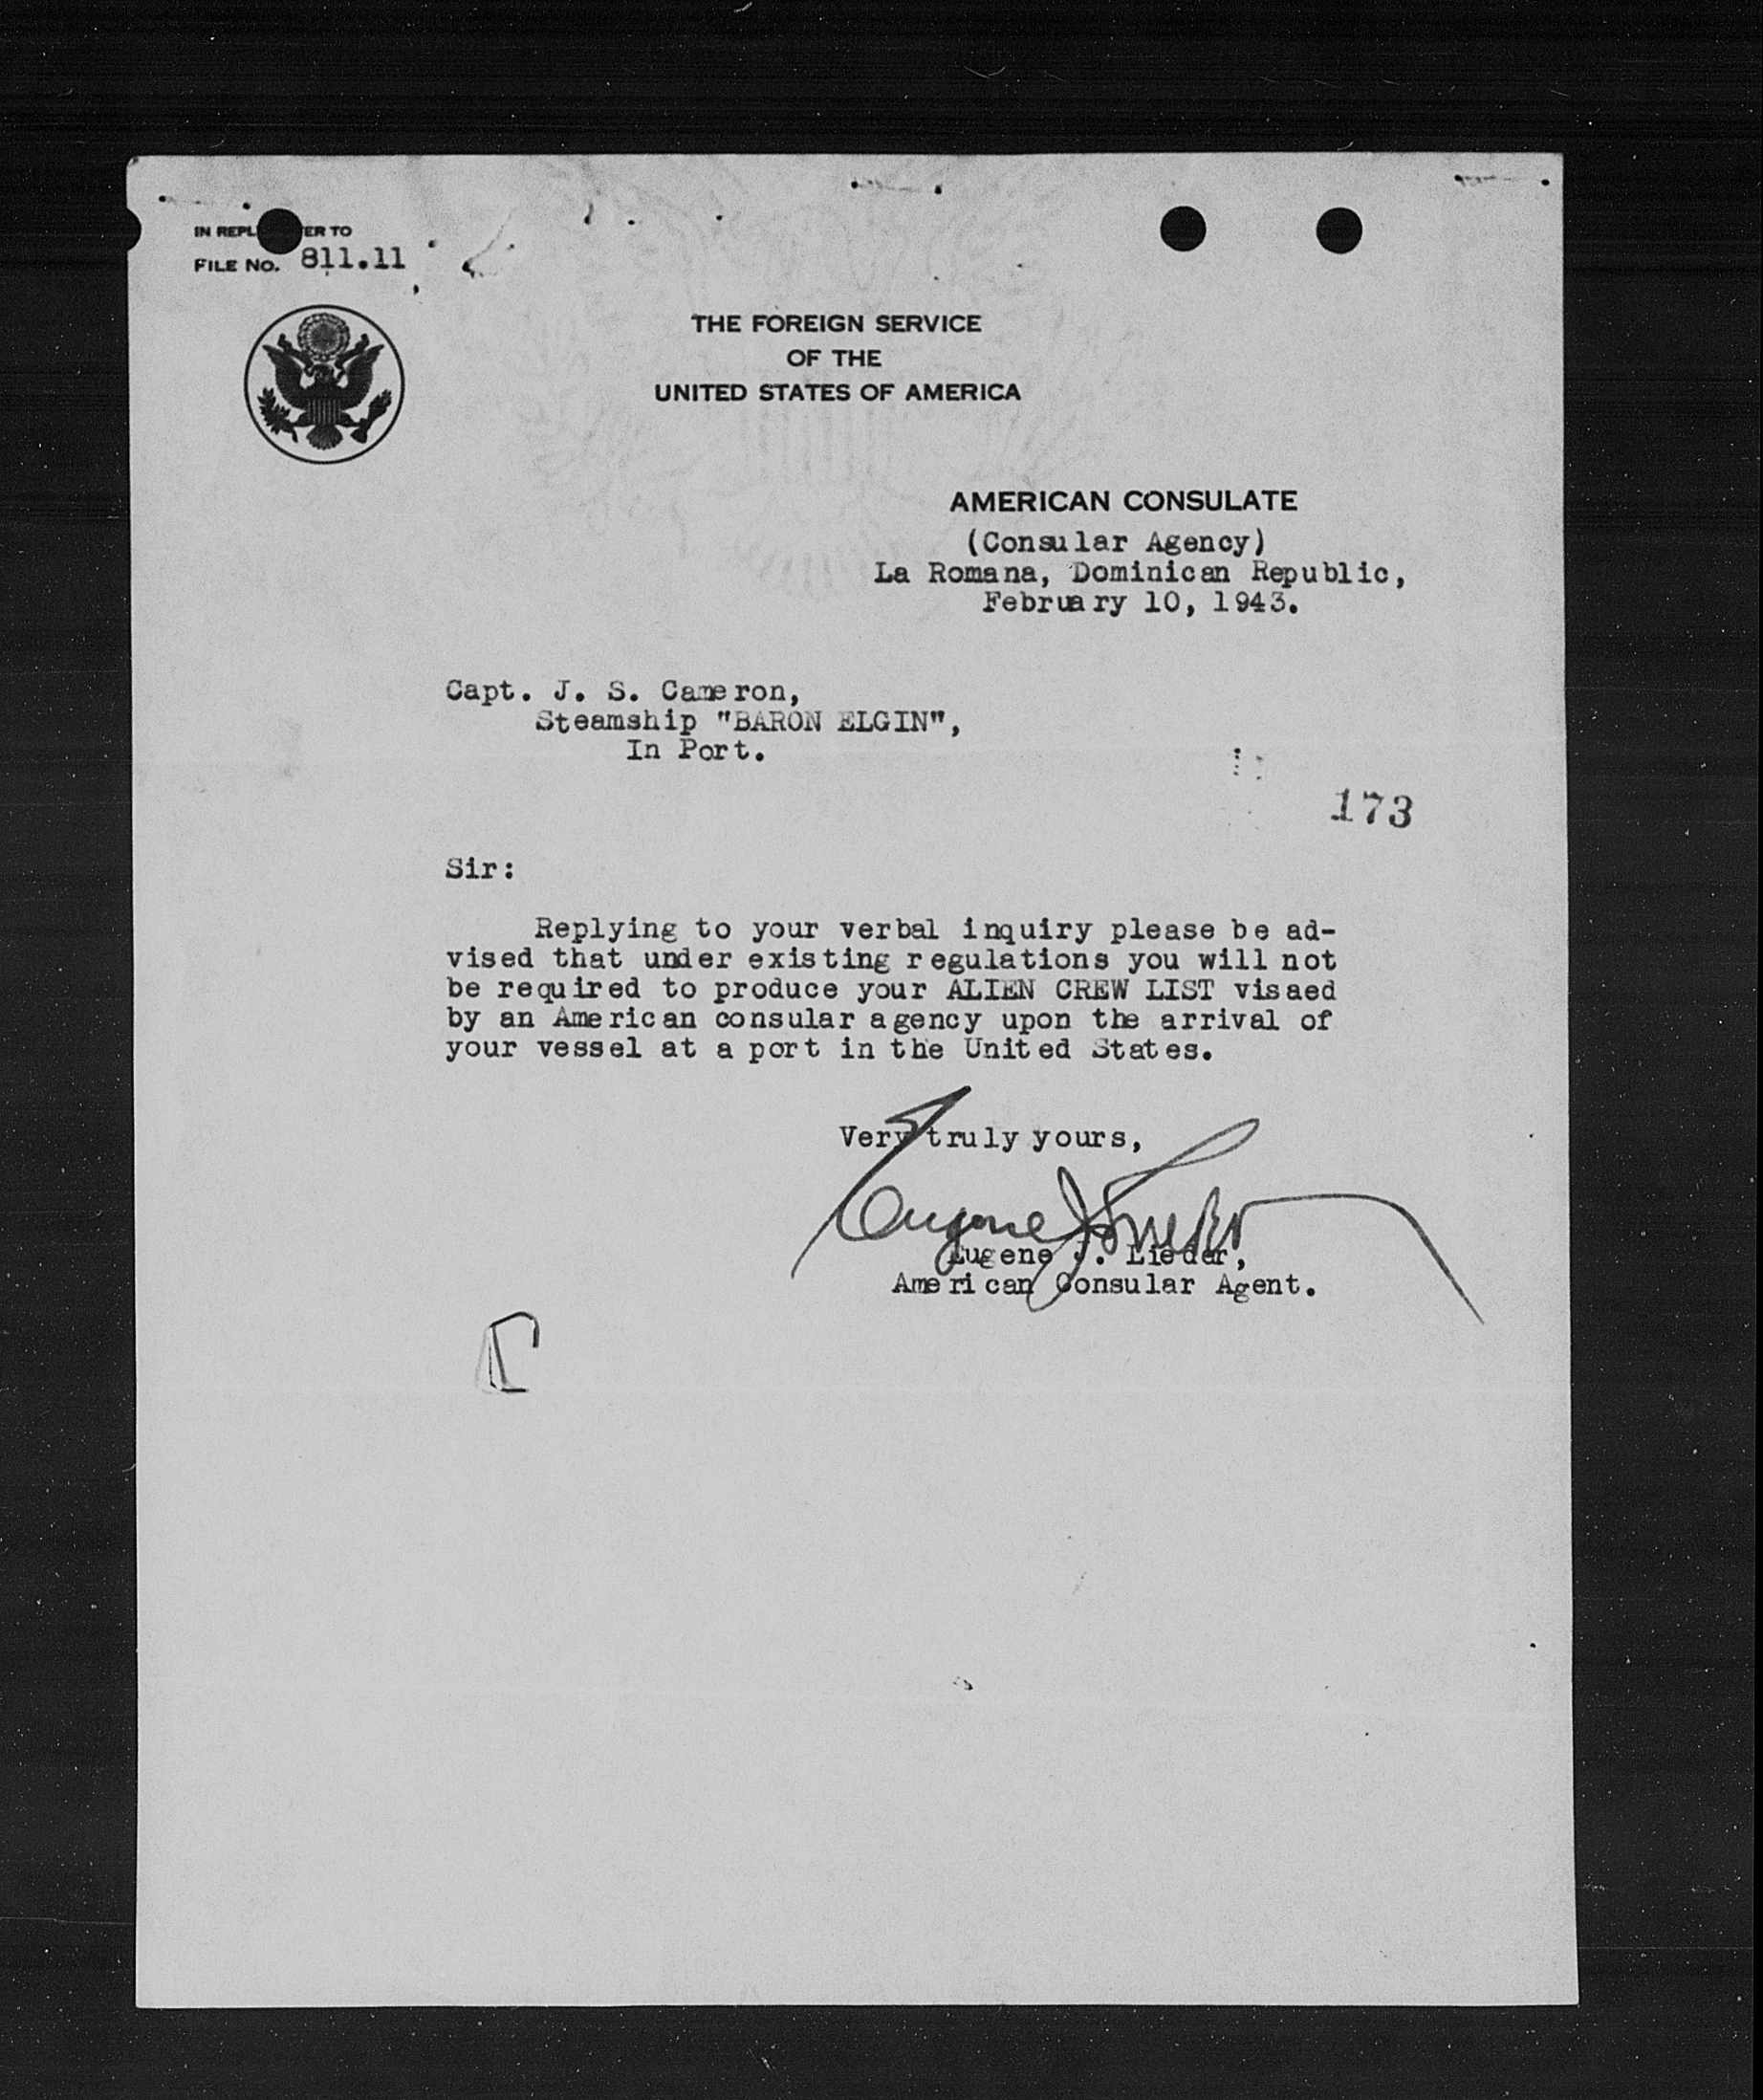 IN REPLY REFER TO
FILE No. 811.11
THE FOREIGN SERVICE
OF THE
UNITED STATES OF AMERICA
AMERICAN CONSULATE
(Consular Agency)
La Romana, Dominican Republic,
February 10, 1943.
Capt. J. S. Cameron,
Steamship "BARON ELGIN",
In Port.
173
Sir:
Replying to your verbal inquiry please be ad-
vised that under existing regulations you will not
be required to produce your ALIEN CREW LIST visaed
by an American consular agency upon the arrival of
your vessel at a port in the United States.
Very truly yours,
Eugene J. Lieder,
American Consular Agent.